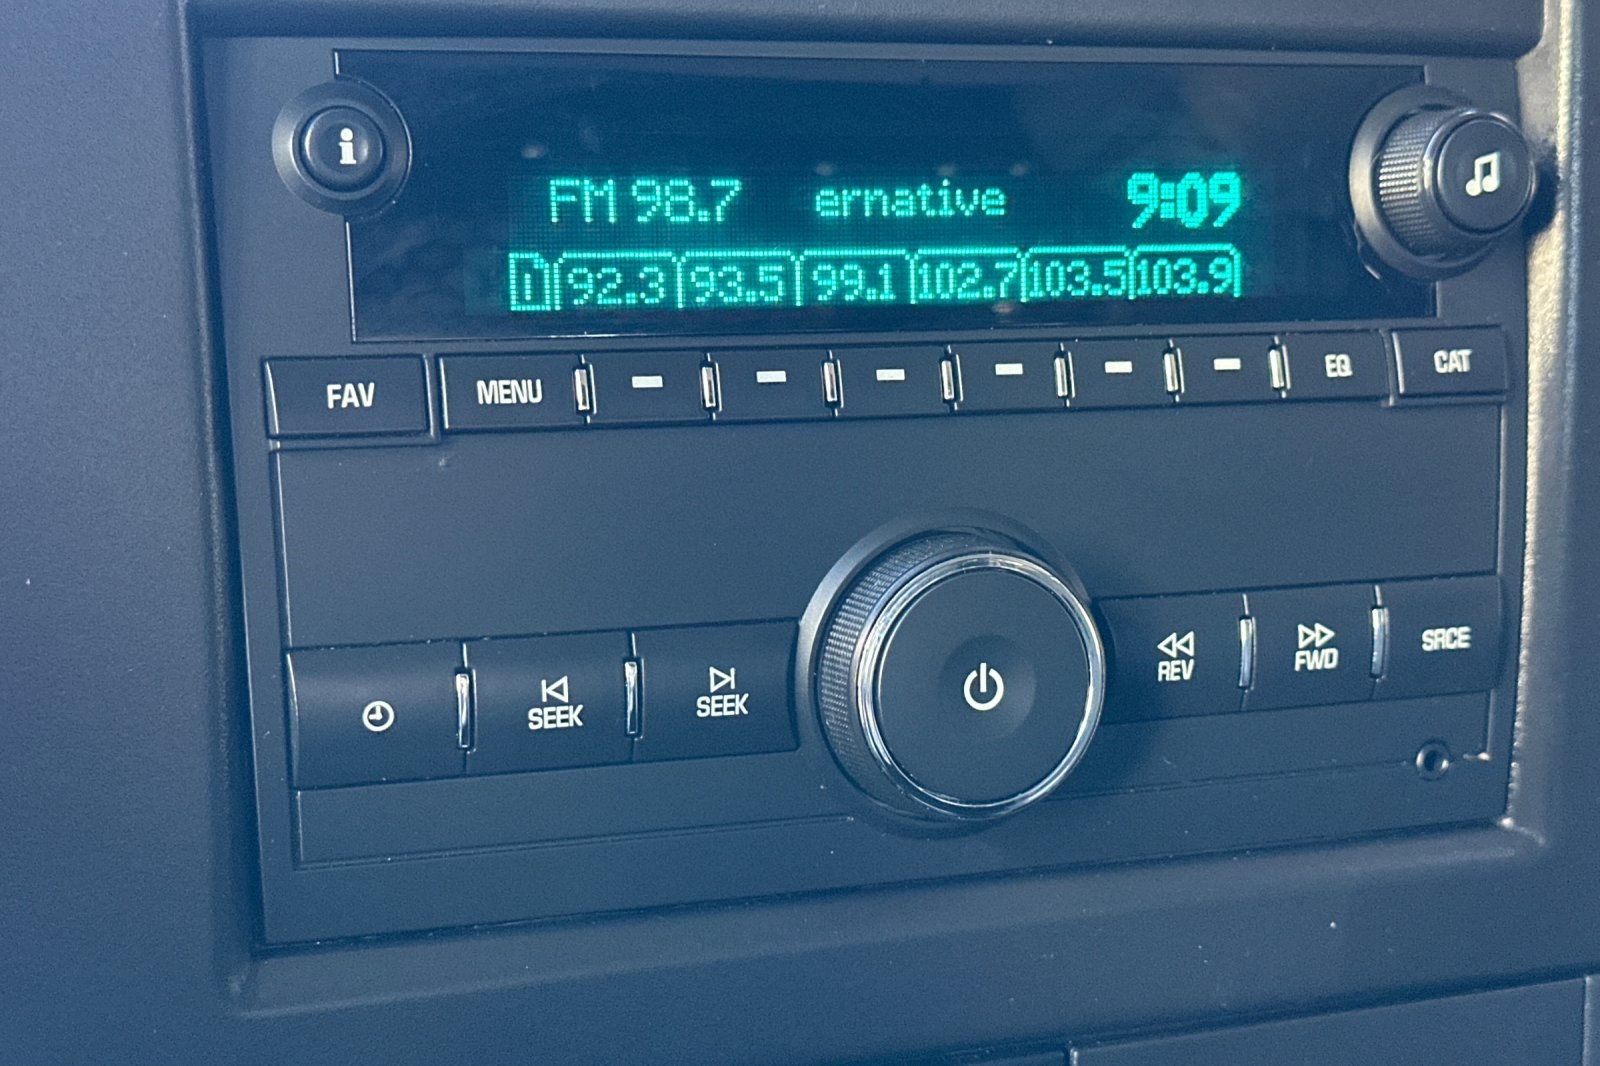 i
FM 98.7 ernative 9:09
D 92.3 93.5 99.1 102.7 103.5 103.9
FAV MENU EQ CAT
SEEK SEEK REV FWD SRCE